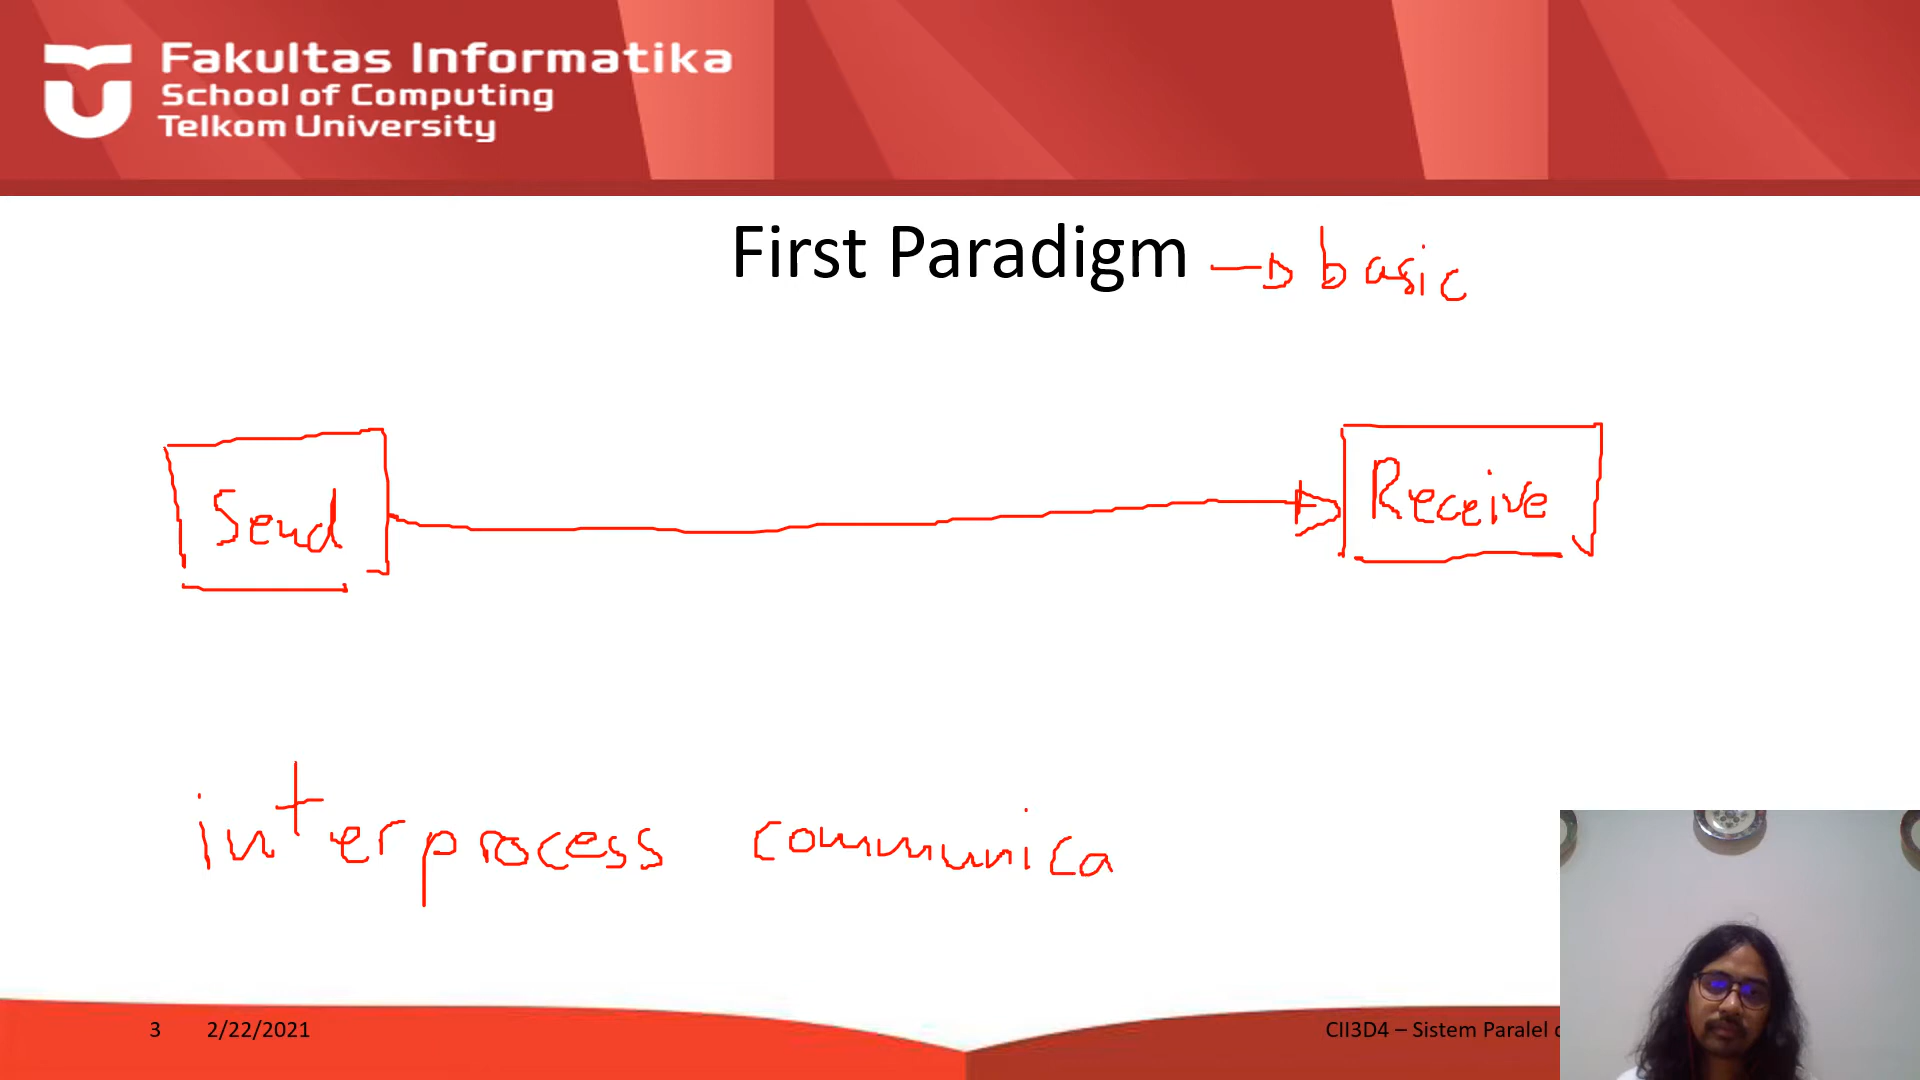 Fakultas Informatika
School of Computing
Telkom University
First Paradigm basic
Send
Receive
interprocess communica
3 2/22/2021 CII3D4 – Sistem Paralel